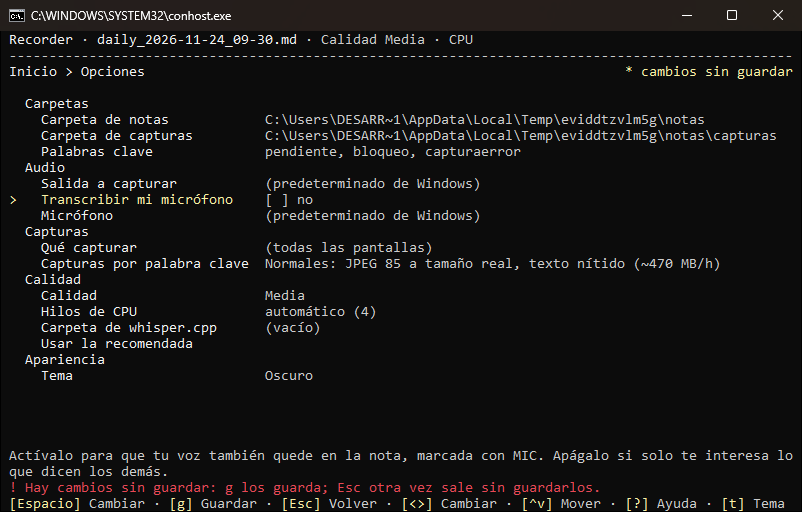 C:\WINDOWS\SYSTEM32\conhost.exe
Recorder · daily_2026-11-24_09-30.md · Calidad Media · CPU
--------------------------------------------------------------------------------------------------
Inicio > Opciones * cambios sin guardar
Carpetas
Carpeta de notas C:\Users\DESARR~1\AppData\Local\Temp\eviddtzvlm5g\notas
Carpeta de capturas C:\Users\DESARR~1\AppData\Local\Temp\eviddtzvlm5g\notas\capturas
Palabras clave pendiente, bloqueo, capturaerror
Audio
Salida a capturar (predeterminado de Windows)
> Transcribir mi micrófono [ ] no
Micrófono (predeterminado de Windows)
Capturas
Qué capturar (todas las pantallas)
Capturas por palabra clave Normales: JPEG 85 a tamaño real, texto nítido (~470 MB/h)
Calidad
Calidad Media
Hilos de CPU automático (4)
Carpeta de whisper.cpp (vacío)
Usar la recomendada
Apariencia
Tema Oscuro
Actívalo para que tu voz también quede en la nota, marcada con MIC. Apágalo si solo te interesa lo
que dicen los demás.
! Hay cambios sin guardar: g los guarda; Esc otra vez sale sin guardarlos.
[Espacio] Cambiar · [g] Guardar · [Esc] Volver · [<>] Cambiar · [^v] Mover · [?] Ayuda · [t] Tema